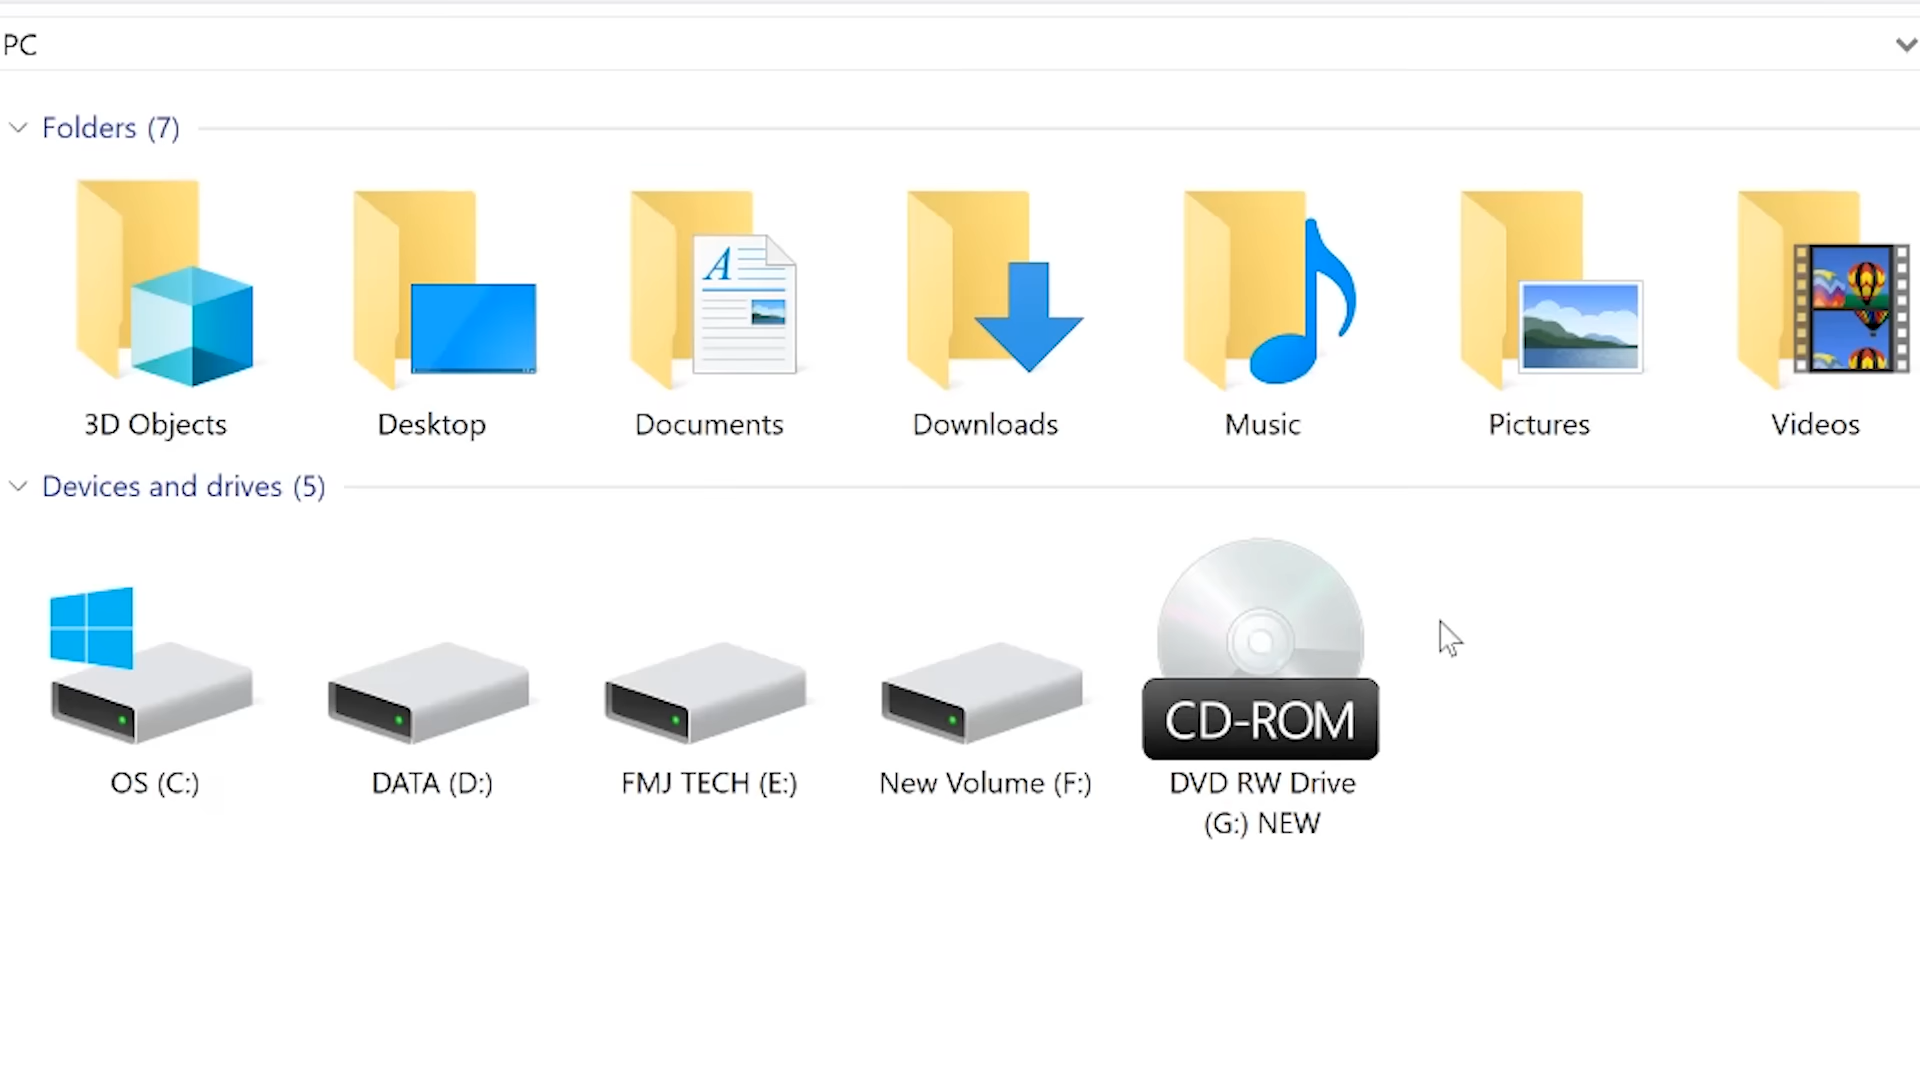 PC
Folders (7)
3D Objects
Desktop
Documents
Downloads
Music
Pictures
Videos
Devices and drives (5)
CD-ROM
OS (C:)
DATA (D:)
FMJ TECH (E:)
New Volume (F:)
DVD RW Drive
(G:) NEW